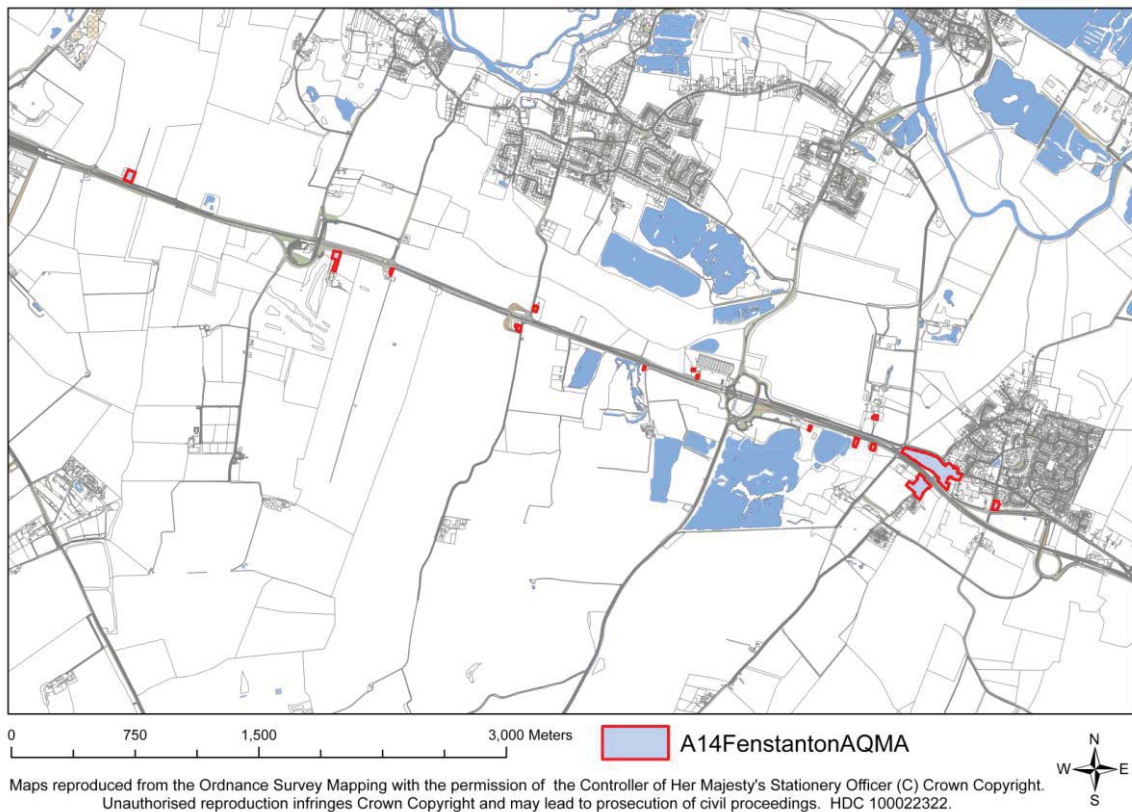 0 750 1,500 3,000 Meters
A14FenstantonAQMA
N
W E
S
Maps reproduced from the Ordnance Survey Mapping with the permission of the Controller of Her Majesty's Stationery Officer (C) Crown Copyright.
Unauthorised reproduction infringes Crown Copyright and may lead to prosecution of civil proceedings. HDC 100022322.